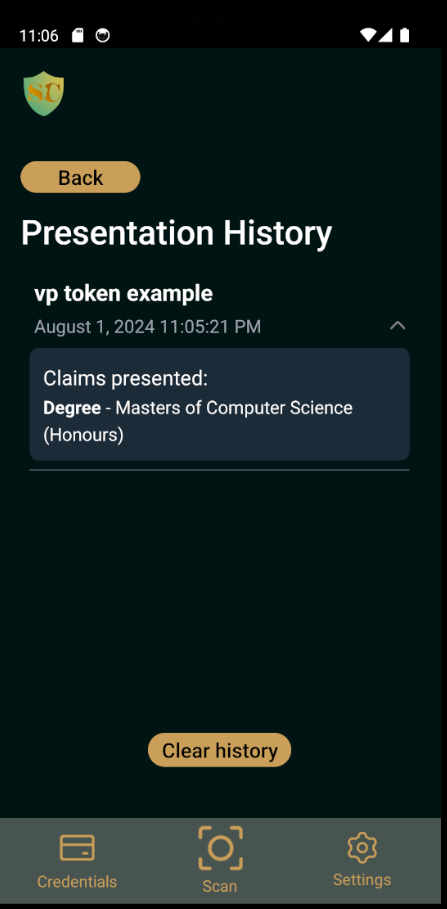 11:06
SC
Back
Presentation History
vp token example
August 1, 2024 11:05:21 PM
Claims presented:
Degree - Masters of Computer Science
(Honours)
Clear history
Credentials
Scan
Settings